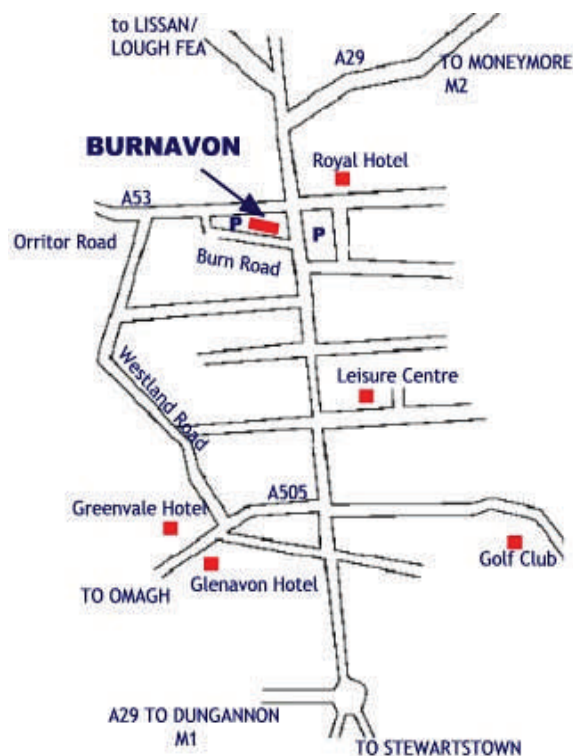 to LISSAN/
LOUGH FEA
A29
TO MONEYMORE
M2
BURNAVON
Royal Hotel
A53
P
P
Orritor Road
Burn Road
Westland Road
Leisure Centre
A505
Greenvale Hotel
Golf Club
Glenavon Hotel
TO OMAGH
A29 TO DUNGANNON
M1
TO STEWARTSTOWN